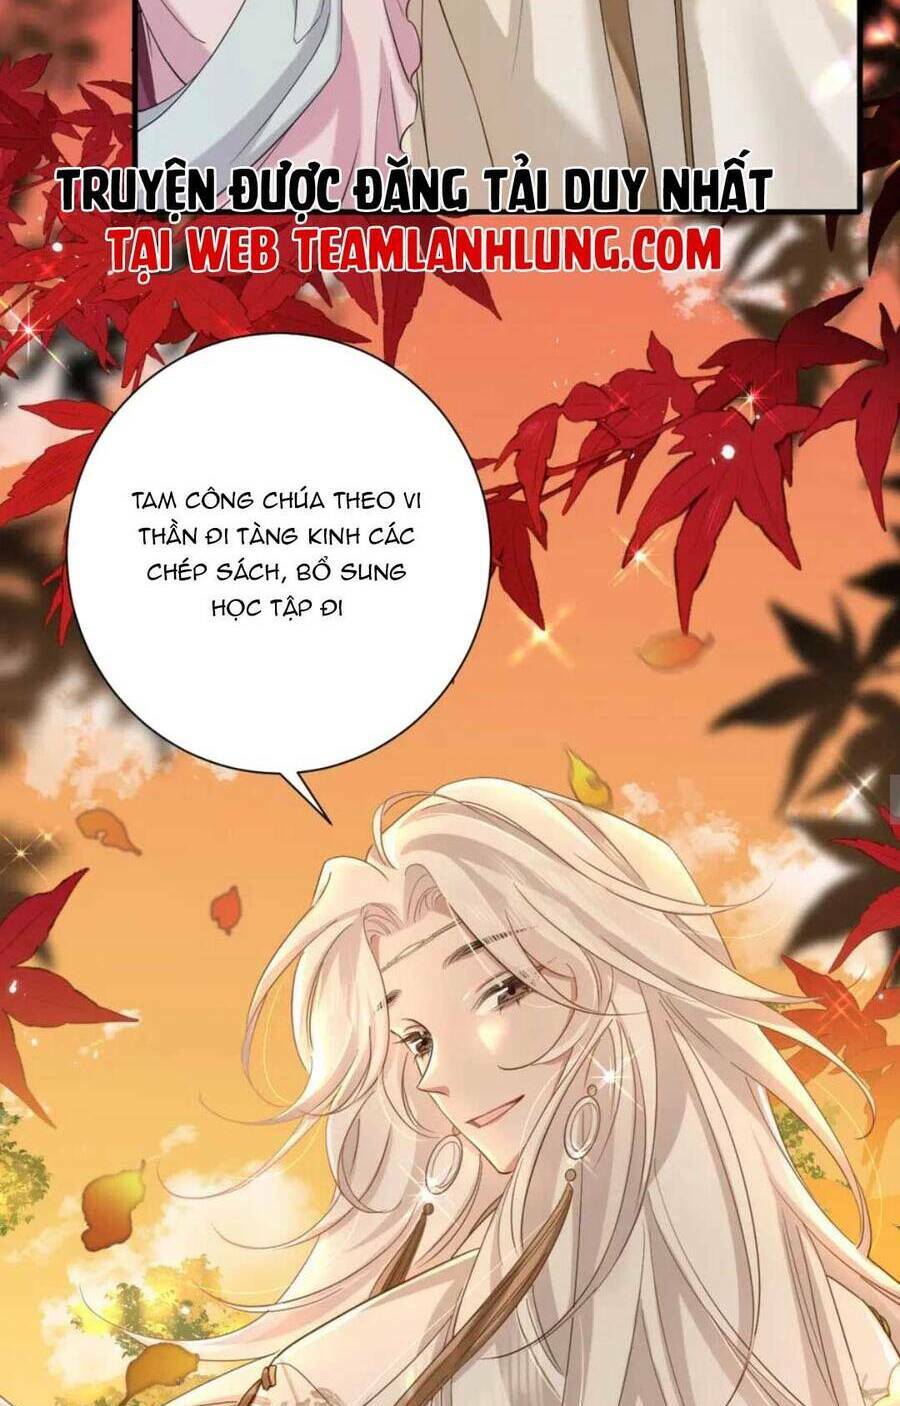 TRUYỆN ĐƯỢC ĐĂNG TẢI DUY NHẤT
TẠI WEB TEAMLANHLUNG.COM
TAM CÔNG CHÚA THEO VI
THẦN ĐI TÀNG KINH CÁC
CHÉP SÁCH, BỔ SUNG
HỌC TẬP ĐI